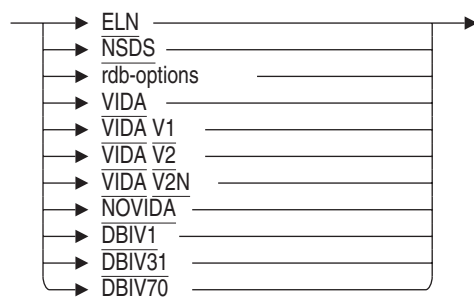 ELN
NSDS
rdb-options
VIDA
VIDA V1
VIDA V2
VIDA V2N
NOVIDA
DBIV1
DBIV31
DBIV70